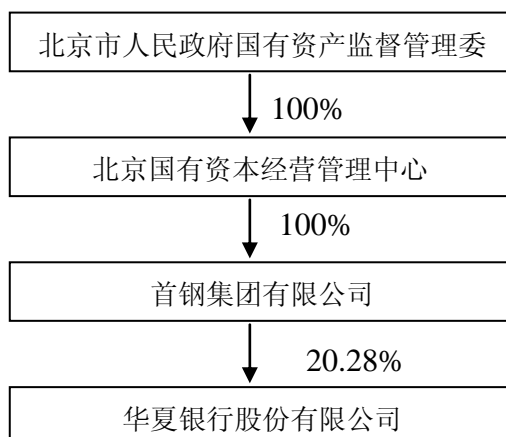 北京市人民政府国有资产监督管理委
100%
北京国有资本经营管理中心
100%
首钢集团有限公司
20.28%
华夏银行股份有限公司